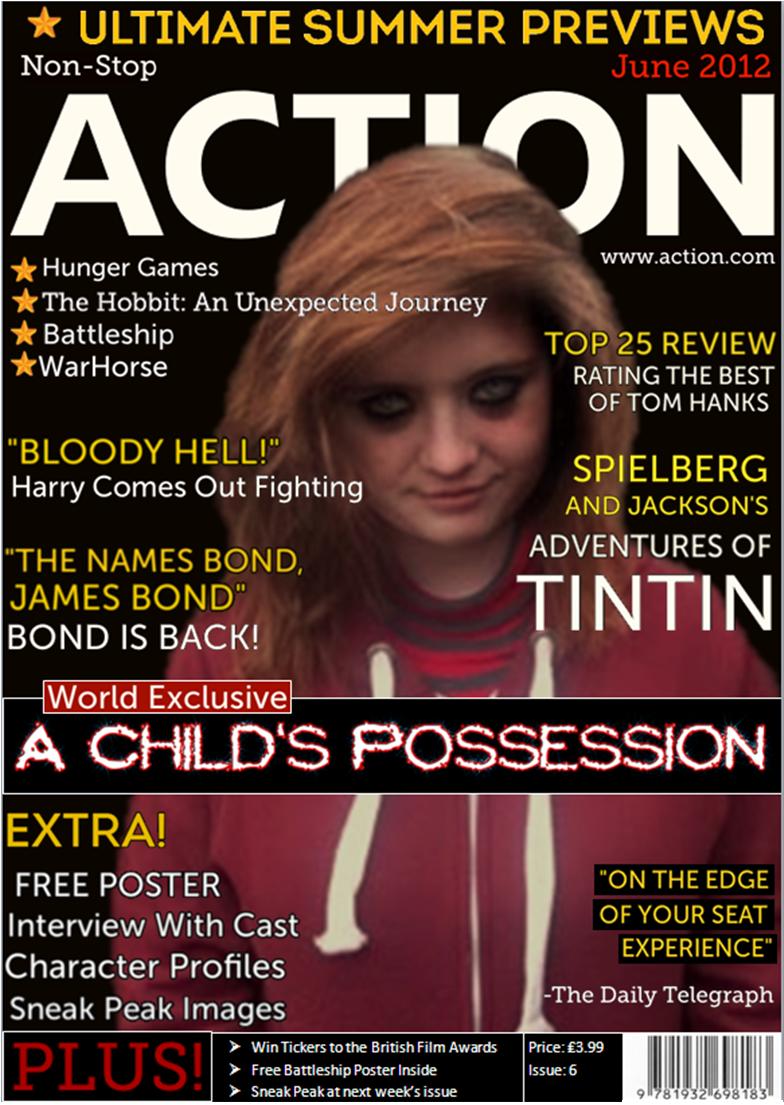 ULTIMATE SUMMER PREVIEWS
Non-Stop
June 2012
ACTION
www.action.com
Hunger Games
The Hobbit: An Unexpected Journey
Battleship
WarHorse
TOP 25 REVIEW
RATING THE BEST
OF TOM HANKS
"BLOODY HELL!"
Harry Comes Out Fighting
SPIELBERG
AND JACKSON'S
ADVENTURES OF
TINTIN
"THE NAMES BOND,
JAMES BOND"
BOND IS BACK!
World Exclusive
A CHILD'S POSSESSION
EXTRA!
FREE POSTER
Interview With Cast
Character Profiles
Sneak Peak Images
"ON THE EDGE
OF YOUR SEAT
EXPERIENCE"
-The Daily Telegraph
PLUS!
Win Tickers to the British Film Awards
Free Battleship Poster Inside
Sneak Peak at next week's issue
Price: £3.99
Issue: 6
9 781932 698183